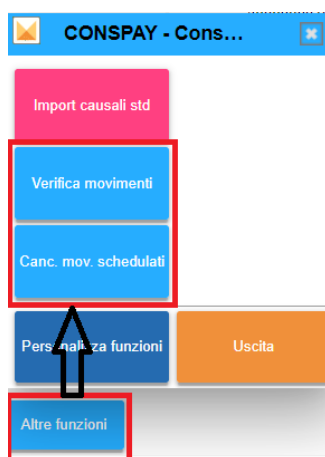 CONSPAY - Cons...
Import causali std
Verifica movimenti
Canc. mov. schedulati
Personalizza funzioni
Uscita
Altre funzioni